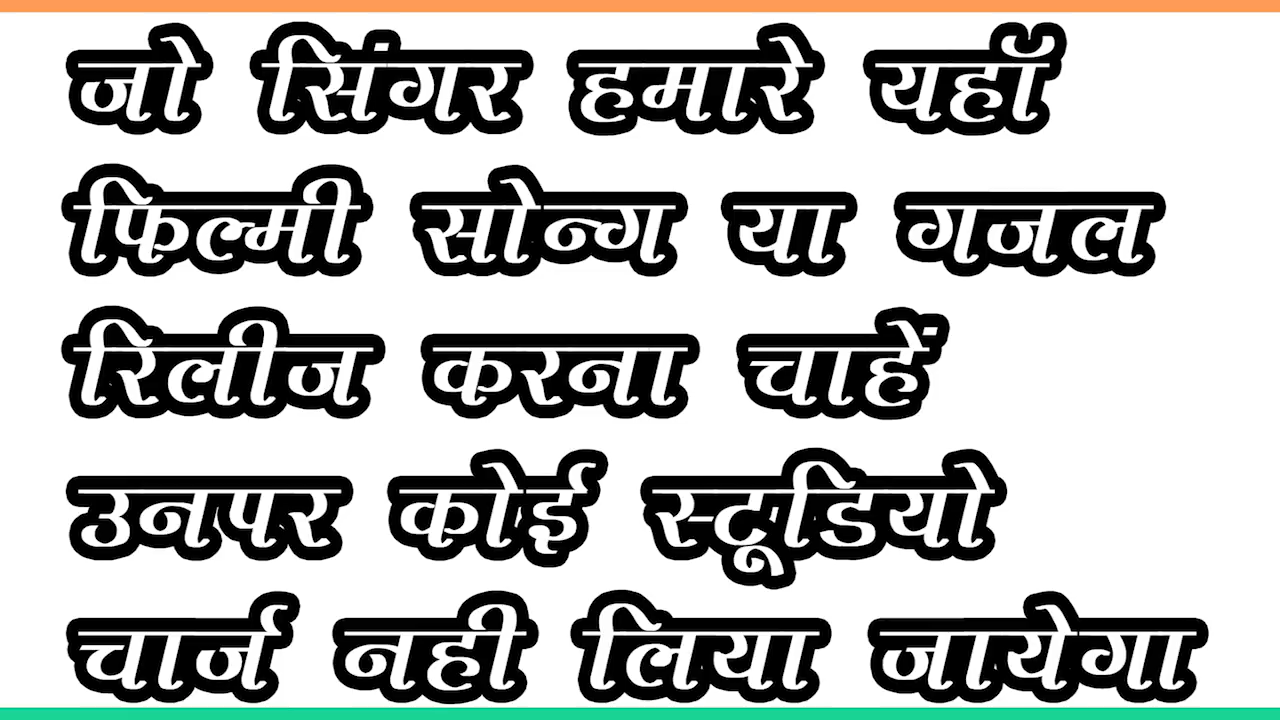 जो सिंगर हमारे यहाॅं
फिल्मी सोन्ग या गजल
रिलीज करना चाहें
उनपर कोई स्टूडियो
चार्ज नही लिया जायेगा